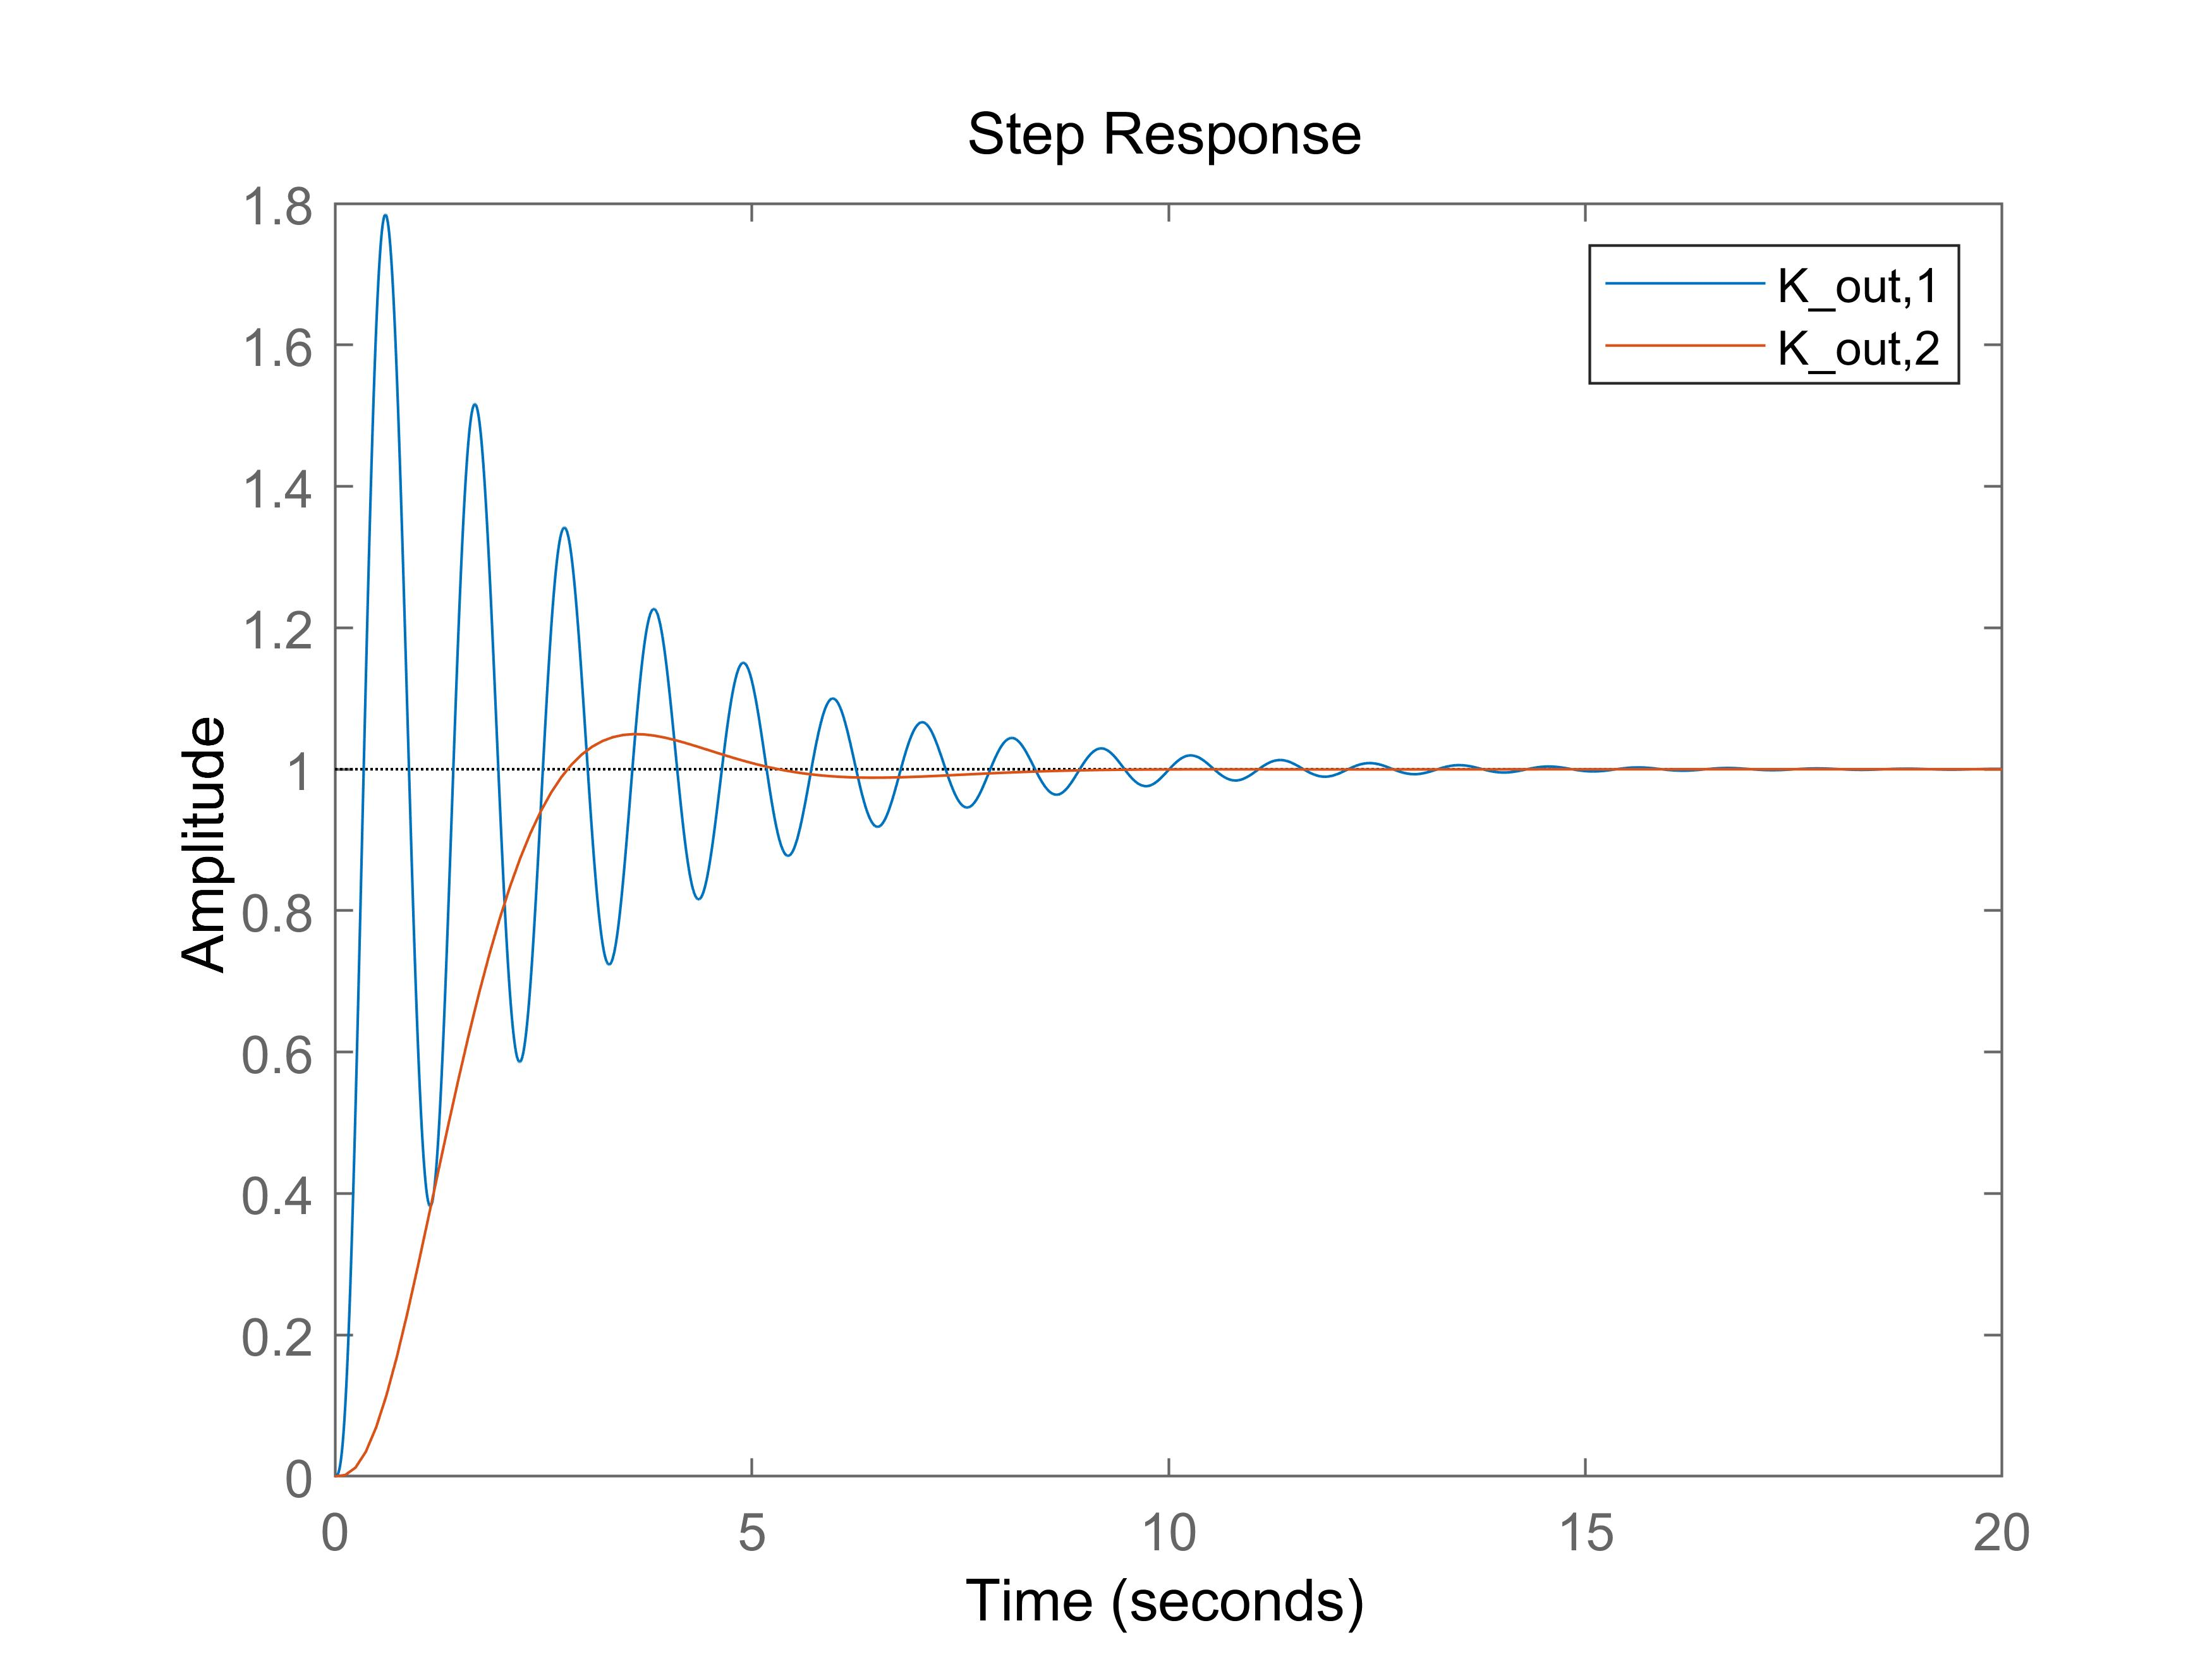 Step Response
K_out,1
K_out,2
Amplitude
1.8
1.6
1.4
1.2
1
0.8
0.6
0.4
0.2
0
0 5 10 15 20
Time (seconds)